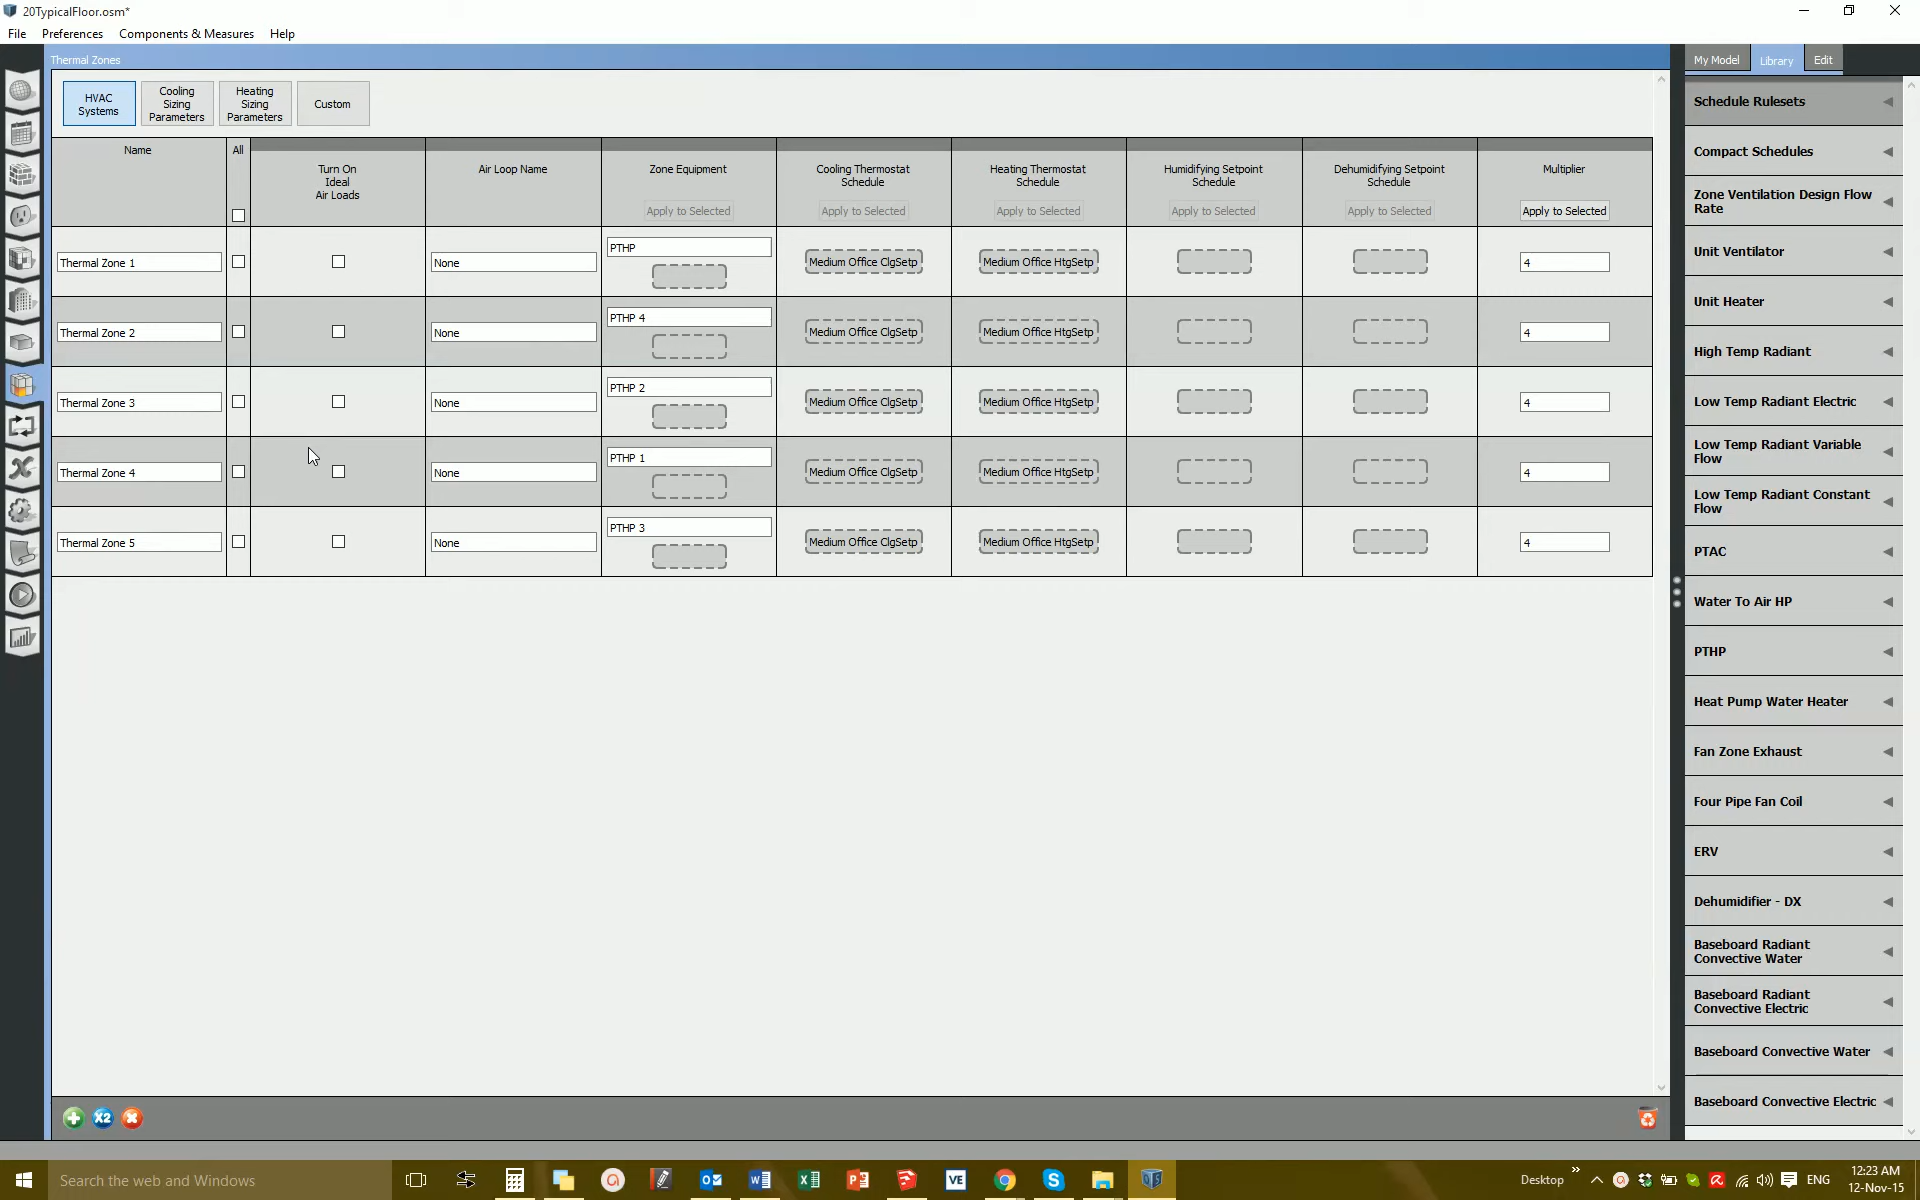 20TypicalFloor.osm*
File Preferences Components & Measures Help
Thermal Zones
My Model Library Edit
HVAC
Systems
Cooling
Sizing
Parameters
Heating
Sizing
Parameters
Custom
Name
All
Turn On
Ideal
Air Loads
Air Loop Name
Zone Equipment
Apply to Selected
Cooling Thermostat
Schedule
Apply to Selected
Heating Thermostat
Schedule
Apply to Selected
Humidifying Setpoint
Schedule
Apply to Selected
Dehumidifying Setpoint
Schedule
Apply to Selected
Multiplier
Apply to Selected
Thermal Zone 1 None PTHP Medium Office ClgSetp Medium Office HtgSetp 4
Thermal Zone 2 None PTHP 4 Medium Office ClgSetp Medium Office HtgSetp 4
Thermal Zone 3 None PTHP 2 Medium Office ClgSetp Medium Office HtgSetp 4
Thermal Zone 4 None PTHP 1 Medium Office ClgSetp Medium Office HtgSetp 4
Thermal Zone 5 None PTHP 3 Medium Office ClgSetp Medium Office HtgSetp 4
Schedule Rulesets
Compact Schedules
Zone Ventilation Design Flow
Rate
Unit Ventilator
Unit Heater
High Temp Radiant
Low Temp Radiant Electric
Low Temp Radiant Variable
Flow
Low Temp Radiant Constant
Flow
PTAC
Water To Air HP
PTHP
Heat Pump Water Heater
Fan Zone Exhaust
Four Pipe Fan Coil
ERV
Dehumidifier - DX
Baseboard Radiant
Convective Water
Baseboard Radiant
Convective Electric
Baseboard Convective Water
Baseboard Convective Electric
X2
Search the web and Windows
VE
Desktop
ENG
12:23 AM
12-Nov-15